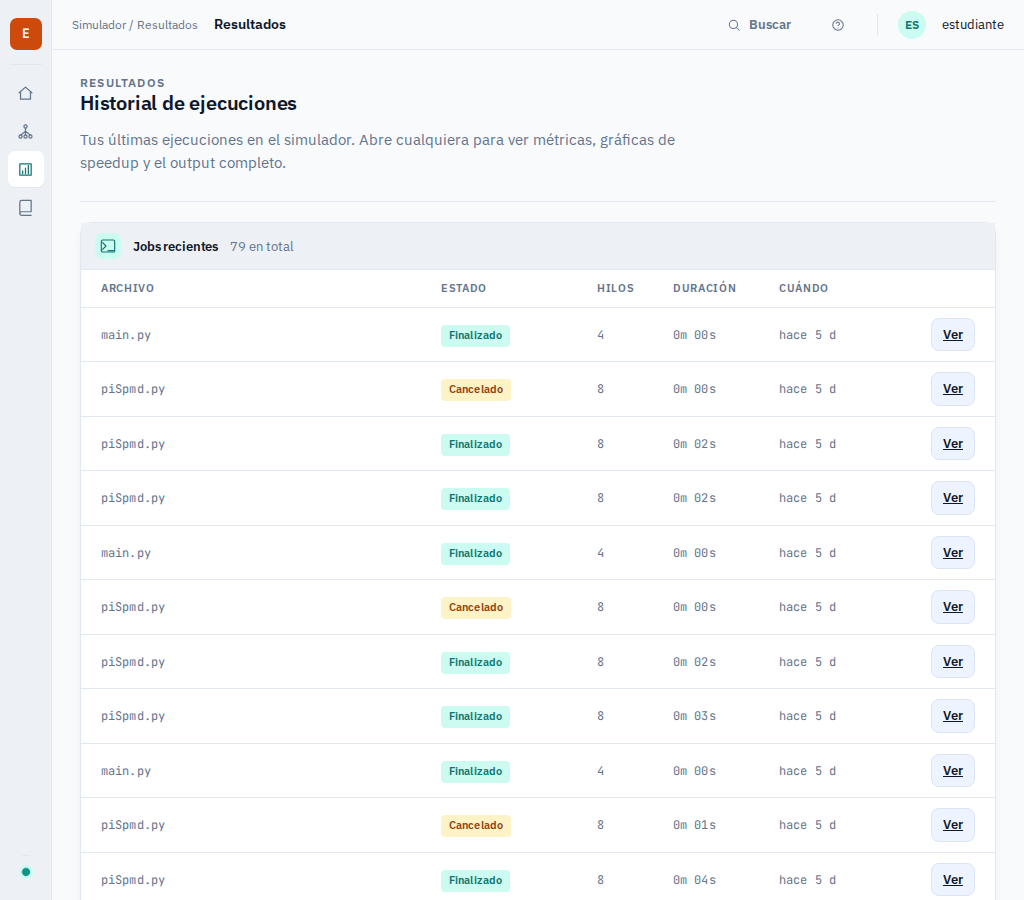 E
Simulador / Resultados Resultados
Buscar
ES estudiante
RESULTADOS
Historial de ejecuciones
Tus últimas ejecuciones en el simulador. Abre cualquiera para ver métricas, gráficas de
speedup y el output completo.
Jobs recientes 79 en total
ARCHIVO ESTADO HILOS DURACIÓN CUÁNDO
main.py Finalizado 4 0m 00s hace 5 d Ver
piSpmd.py Cancelado 8 0m 00s hace 5 d Ver
piSpmd.py Finalizado 8 0m 02s hace 5 d Ver
piSpmd.py Finalizado 8 0m 02s hace 5 d Ver
main.py Finalizado 4 0m 00s hace 5 d Ver
piSpmd.py Cancelado 8 0m 00s hace 5 d Ver
piSpmd.py Finalizado 8 0m 02s hace 5 d Ver
piSpmd.py Finalizado 8 0m 03s hace 5 d Ver
main.py Finalizado 4 0m 00s hace 5 d Ver
piSpmd.py Cancelado 8 0m 01s hace 5 d Ver
piSpmd.py Finalizado 8 0m 04s hace 5 d Ver